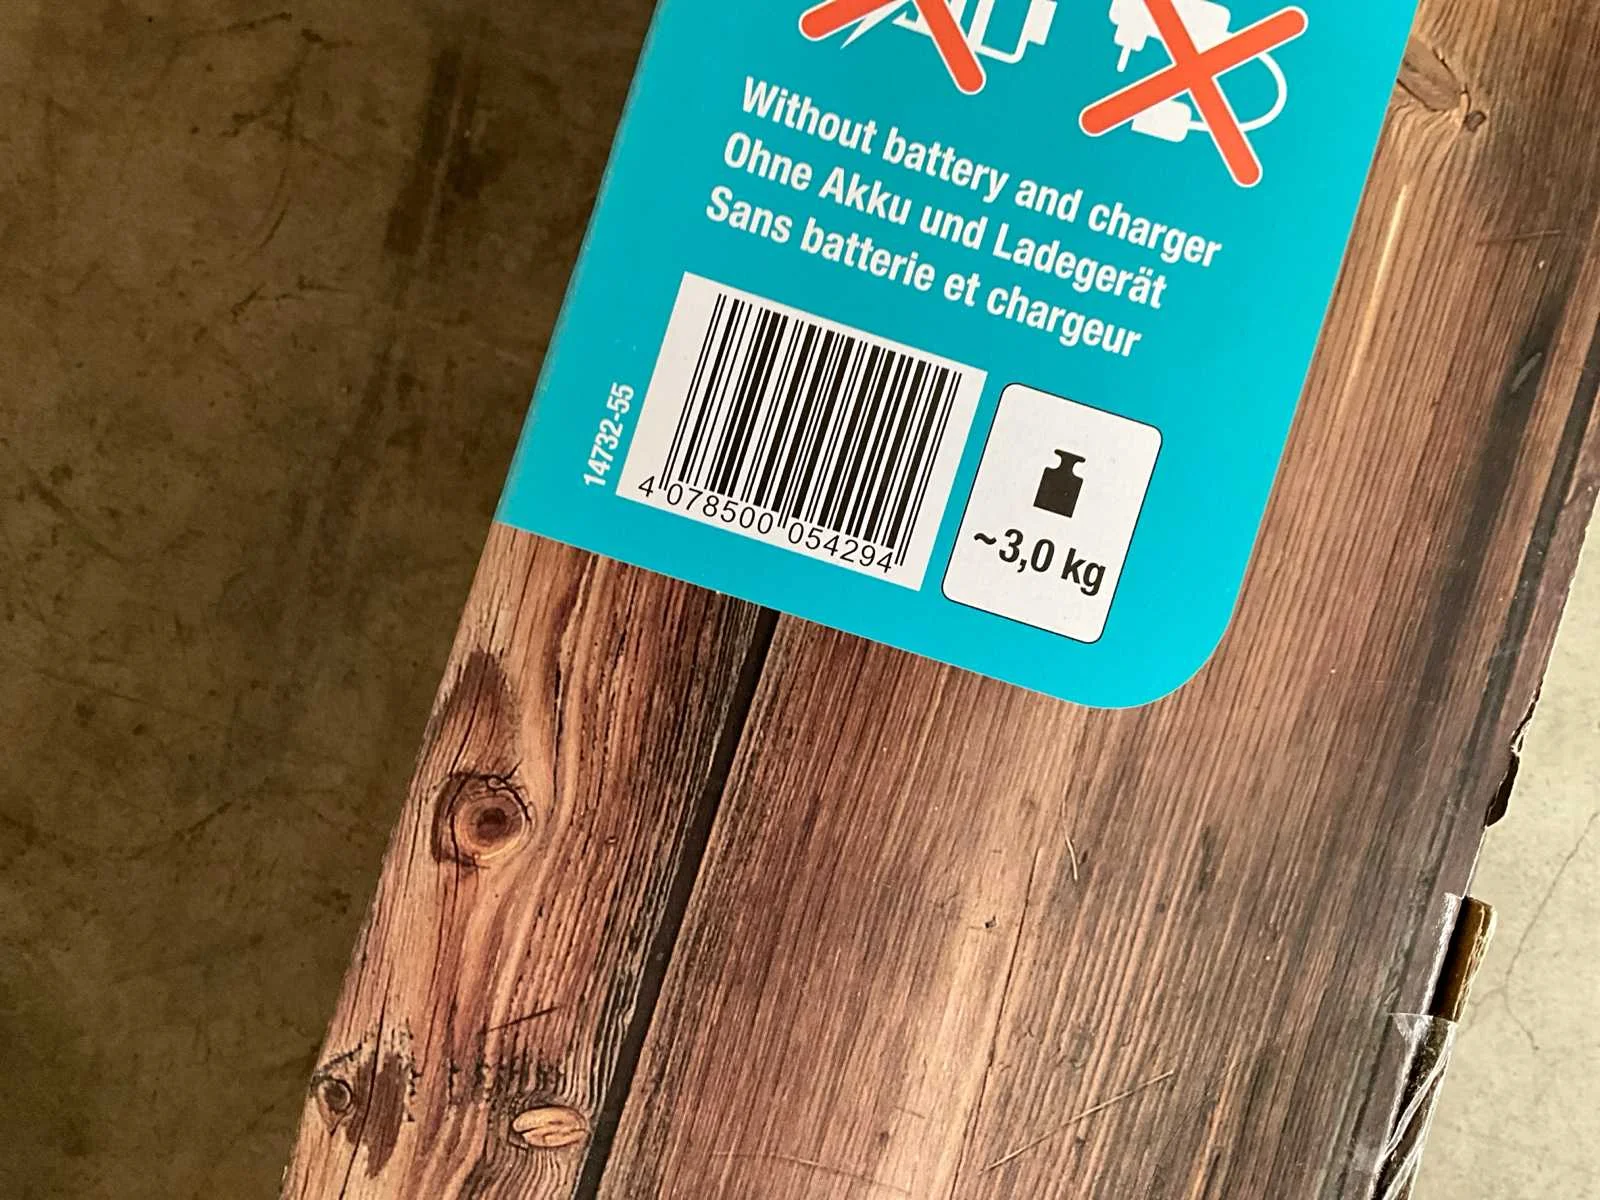 Without battery and charger
Ohne Akku und Ladegerät
Sans batterie et chargeur
14732-55
4 078500 054294
~3,0 kg